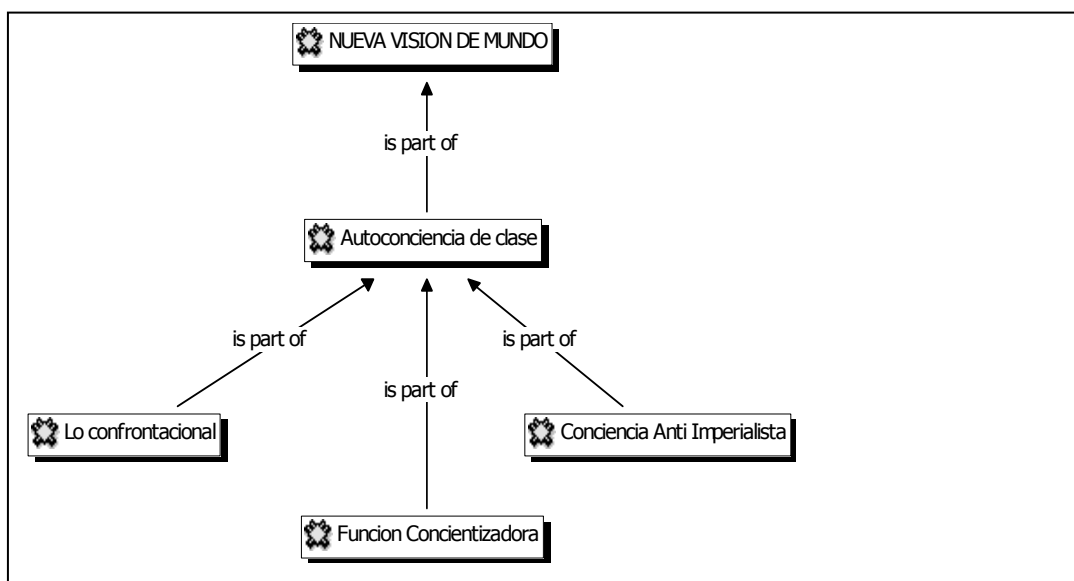 NUEVA VISION DE MUNDO
is part of
Autoconciencia de clase
is part of
is part of
is part of
Lo confrontacional
Conciencia Anti Imperialista
Funcion Concientizadora